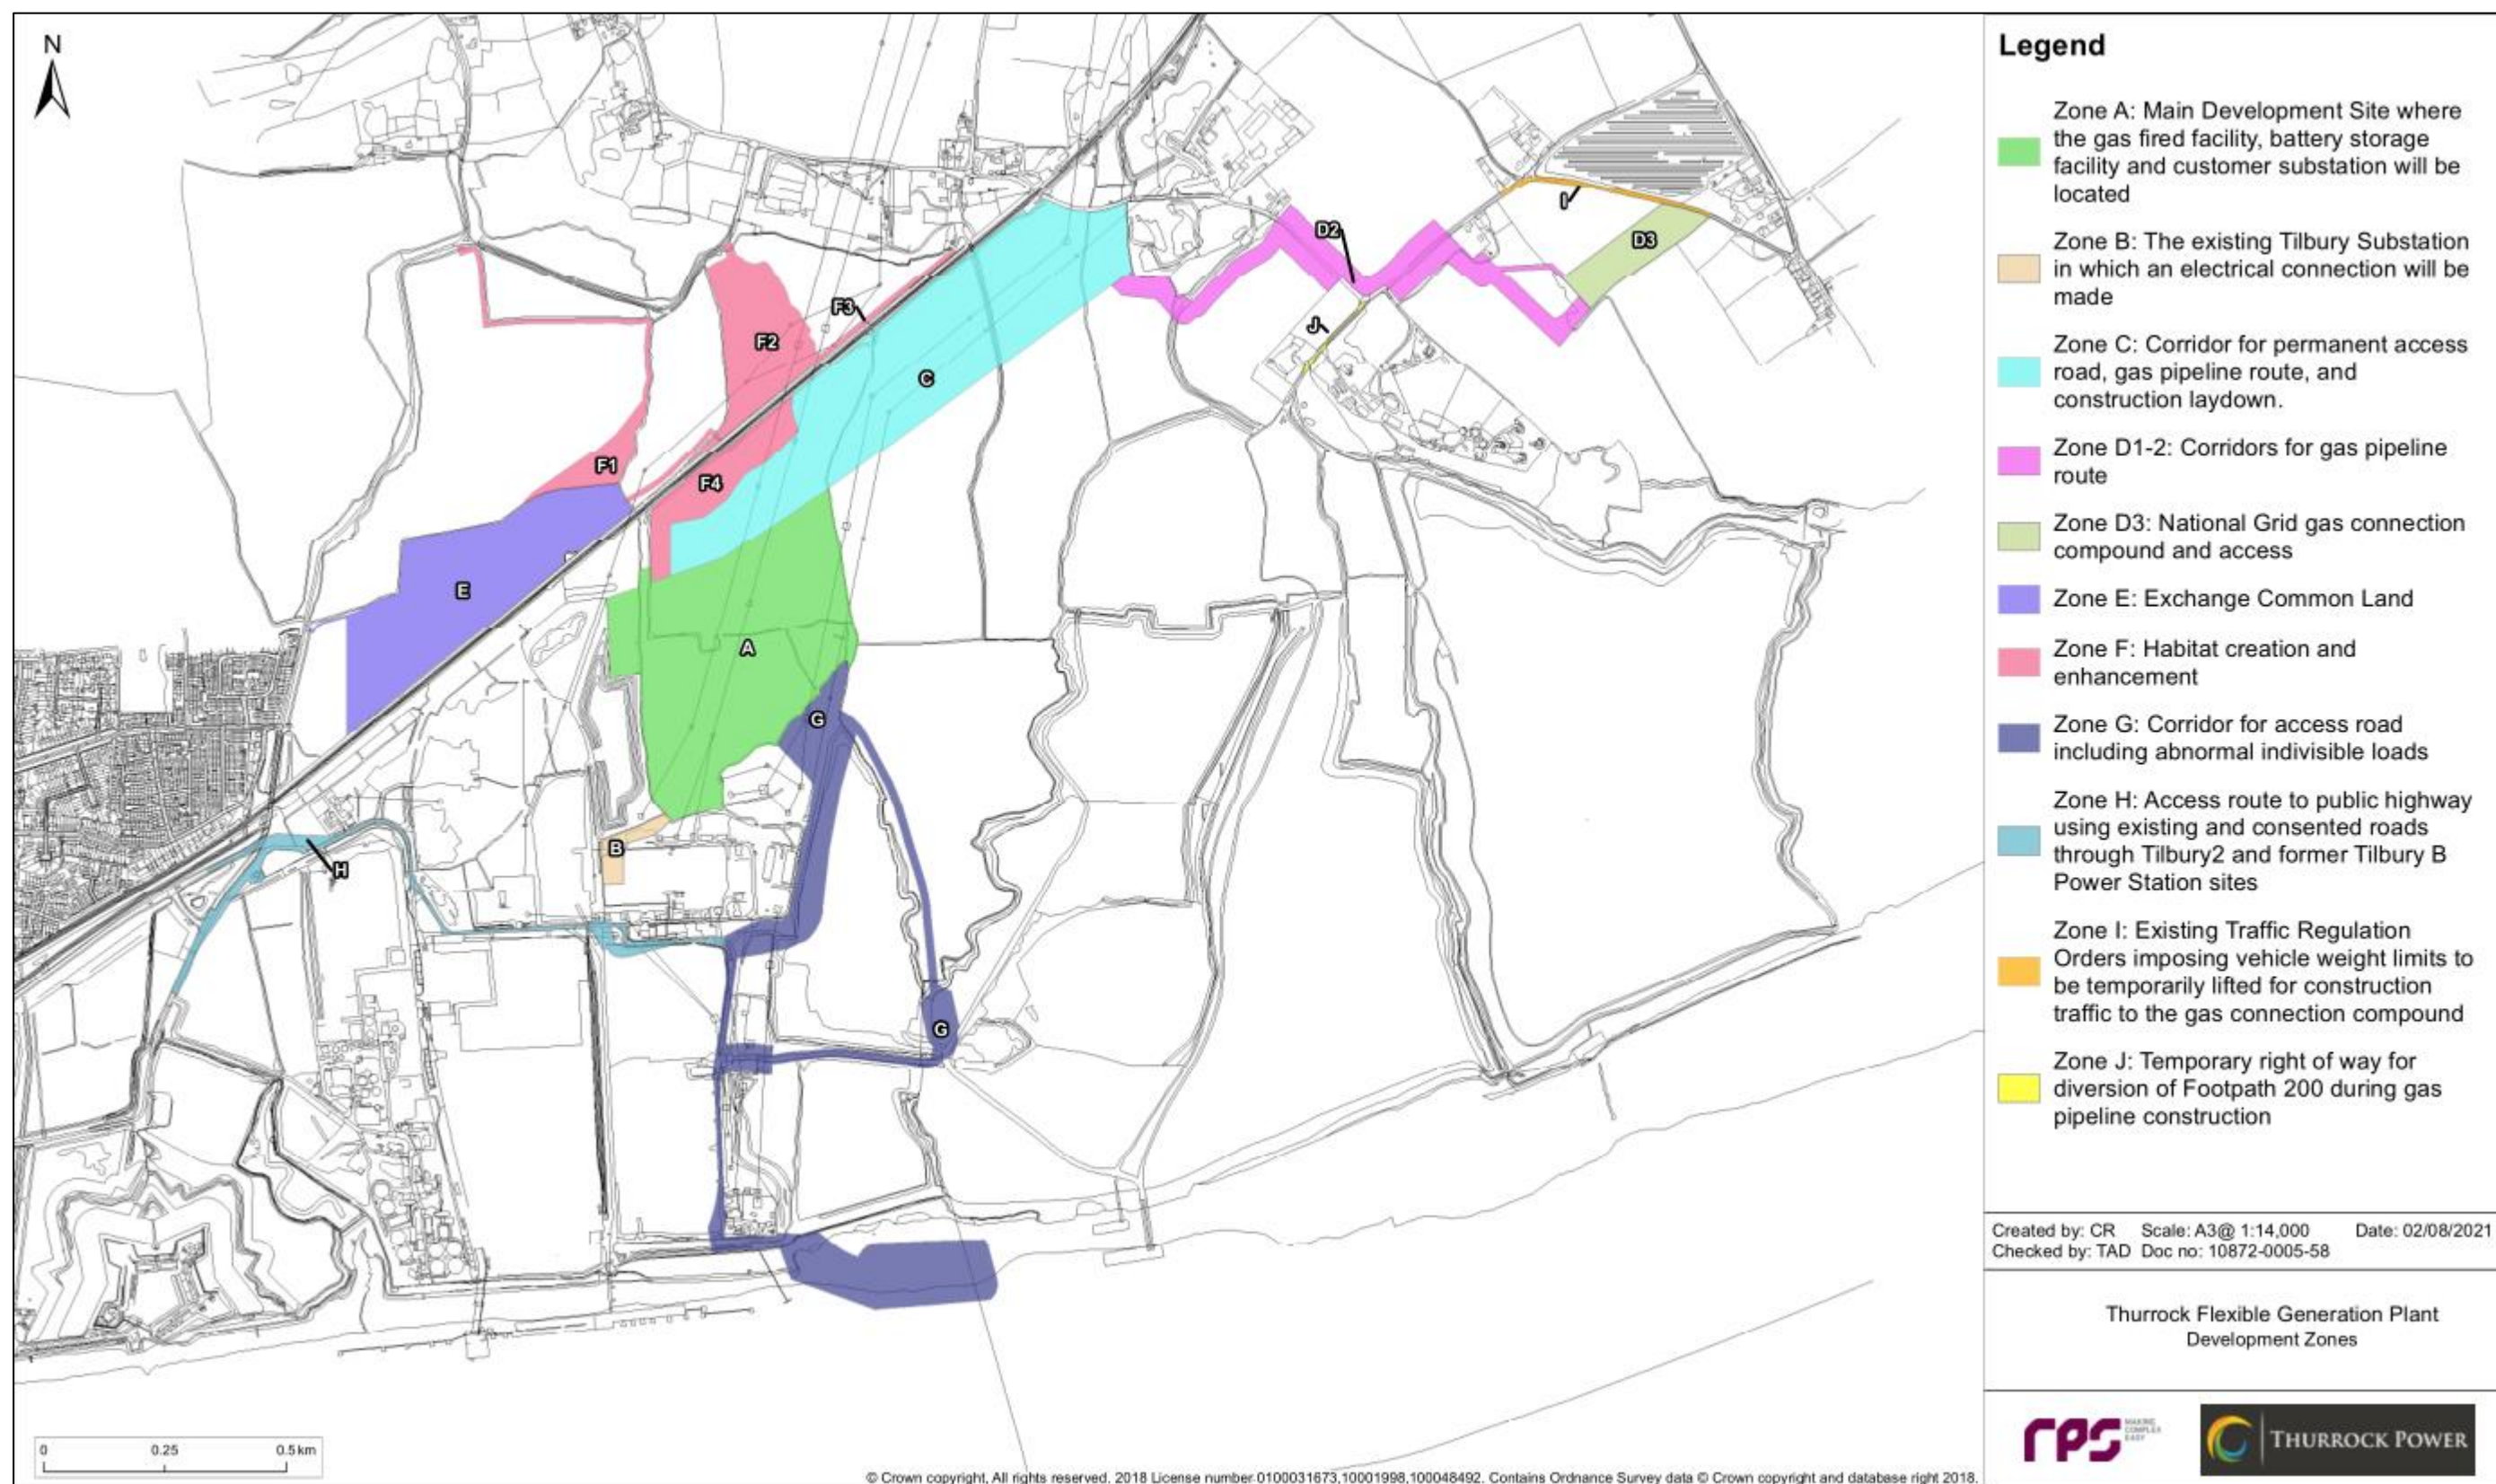 N
F3
F2
F1
F4
C
D2
I
D3
J
E
A
G
B
H
G
0 0.25 0.5 km
© Crown copyright, All rights reserved. 2018 License number 0100031673,10001998,100048492. Contains Ordnance Survey data © Crown copyright and database right 2018.
Legend
Zone A: Main Development Site where
the gas fired facility, battery storage
facility and customer substation will be
located
Zone B: The existing Tilbury Substation
in which an electrical connection will be
made
Zone C: Corridor for permanent access
road, gas pipeline route, and
construction laydown.
Zone D1-2: Corridors for gas pipeline
route
Zone D3: National Grid gas connection
compound and access
Zone E: Exchange Common Land
Zone F: Habitat creation and
enhancement
Zone G: Corridor for access road
including abnormal indivisible loads
Zone H: Access route to public highway
using existing and consented roads
through Tilbury2 and former Tilbury B
Power Station sites
Zone I: Existing Traffic Regulation
Orders imposing vehicle weight limits to
be temporarily lifted for construction
traffic to the gas connection compound
Zone J: Temporary right of way for
diversion of Footpath 200 during gas
pipeline construction
Created by: CR Scale: A3@ 1:14,000 Date: 02/08/2021
Checked by: TAD Doc no: 10872-0005-58
Thurrock Flexible Generation Plant
Development Zones
rps MAKING
COMPLEX
EASY
THURROCK POWER